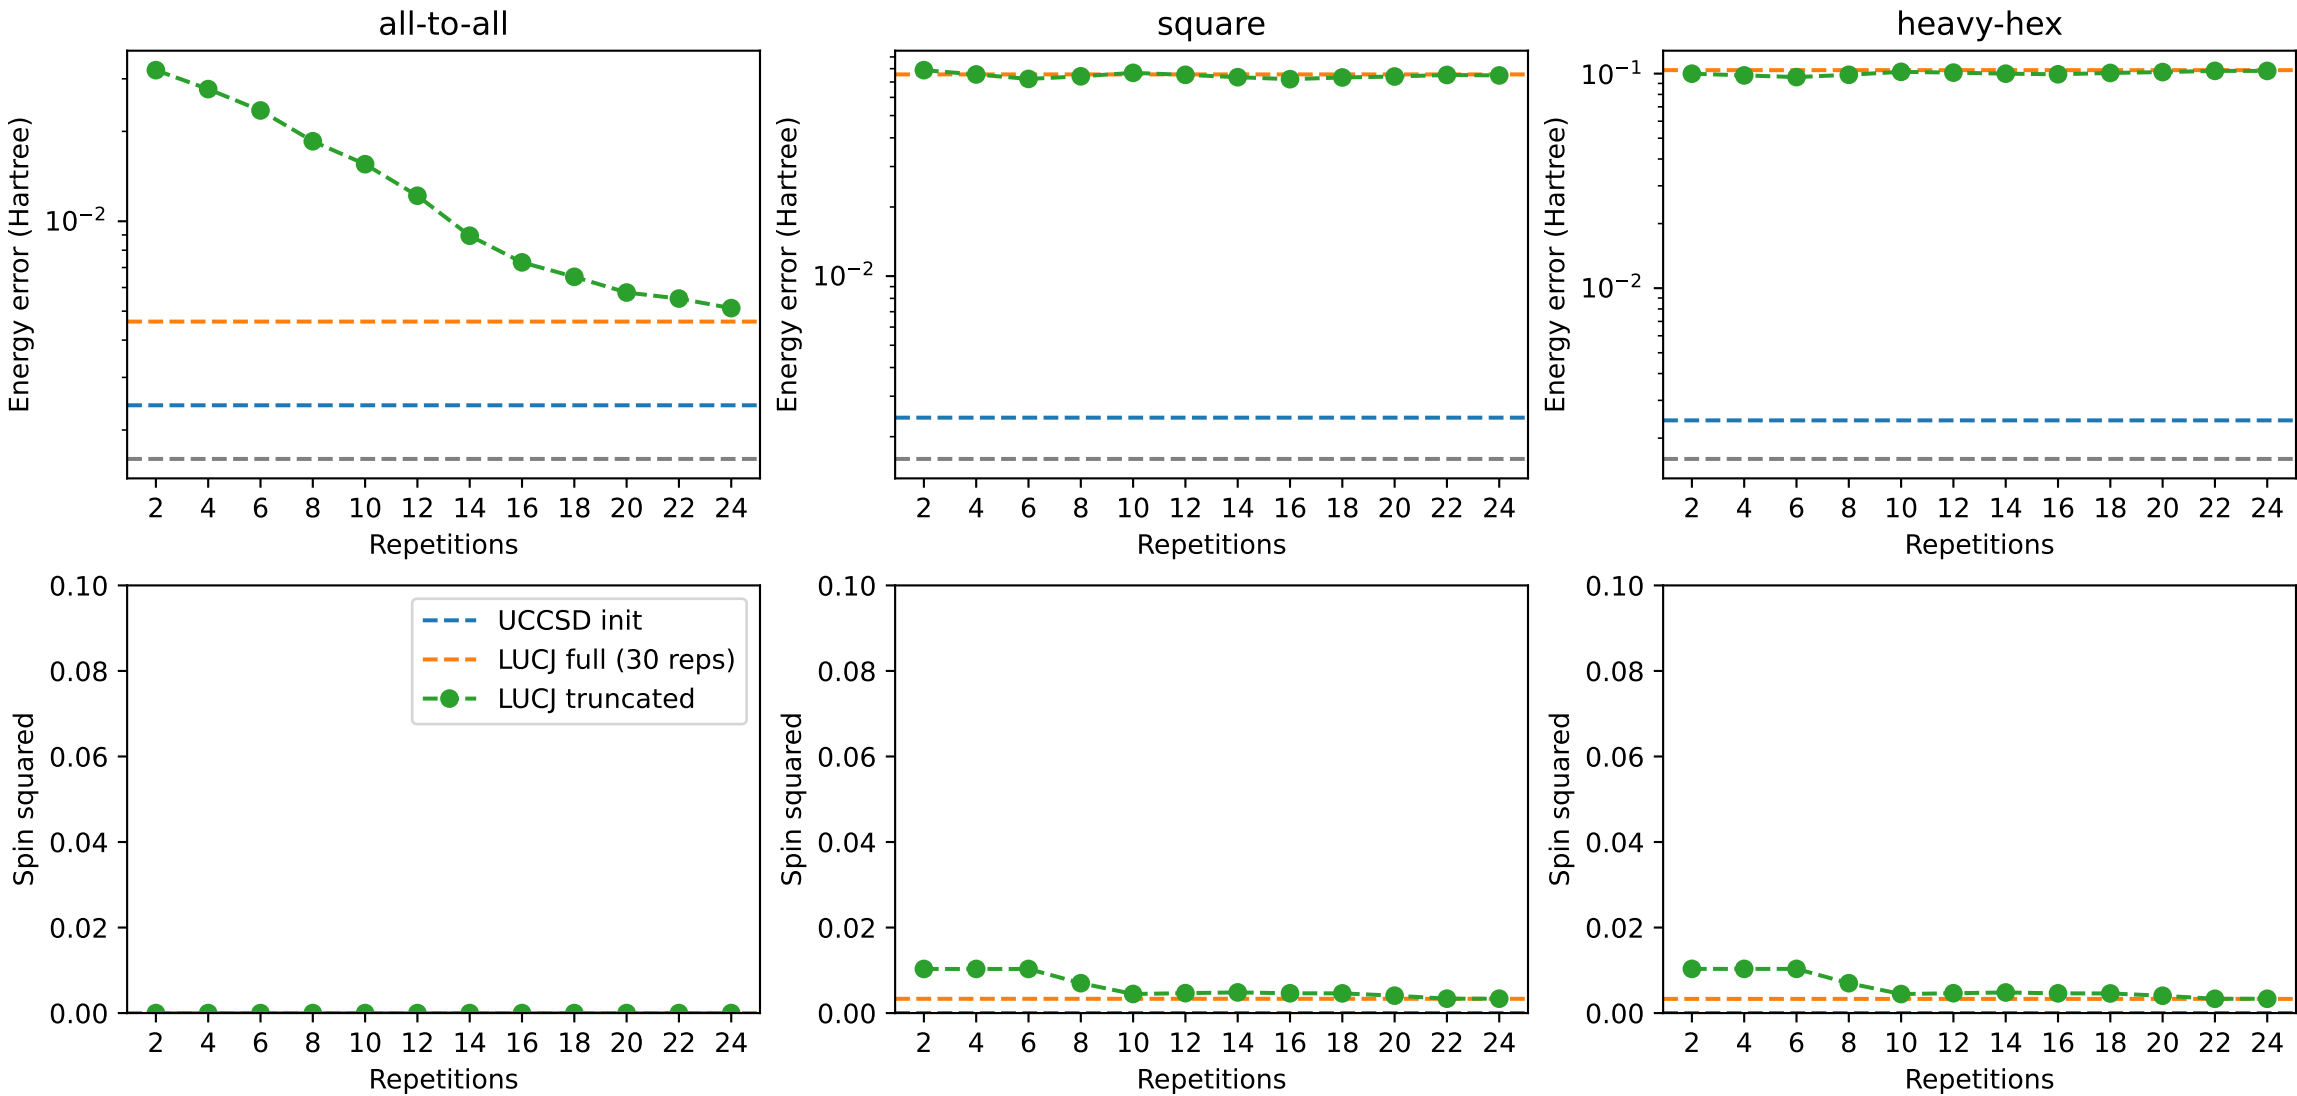 all-to-all
square
heavy-hex
Energy error (Hartree)
10⁻²
2 4 6 8 10 12 14 16 18 20 22 24
Repetitions
Energy error (Hartree)
10⁻²
2 4 6 8 10 12 14 16 18 20 22 24
Repetitions
Energy error (Hartree)
10⁻¹
10⁻²
2 4 6 8 10 12 14 16 18 20 22 24
Repetitions
Spin squared
0.10
0.08
0.06
0.04
0.02
0.00
UCCSD init
LUCJ full (30 reps)
LUCJ truncated
2 4 6 8 10 12 14 16 18 20 22 24
Repetitions
Spin squared
0.10
0.08
0.06
0.04
0.02
0.00
2 4 6 8 10 12 14 16 18 20 22 24
Repetitions
Spin squared
0.10
0.08
0.06
0.04
0.02
0.00
2 4 6 8 10 12 14 16 18 20 22 24
Repetitions